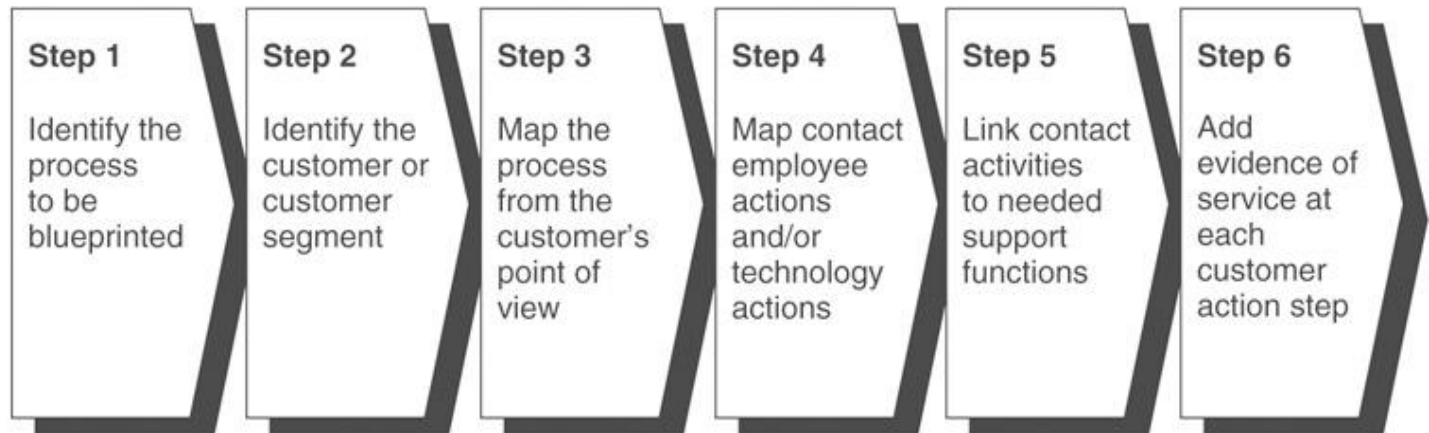 Step 1
Identify the
process
to be
blueprinted
Step 2
Identify the
customer or
customer
segment
Step 3
Map the
process
from the
customer's
point of
view
Step 4
Map contact
employee
actions
and/or
technology
actions
Step 5
Link contact
activities
to needed
support
functions
Step 6
Add
evidence of
service at
each
customer
action step